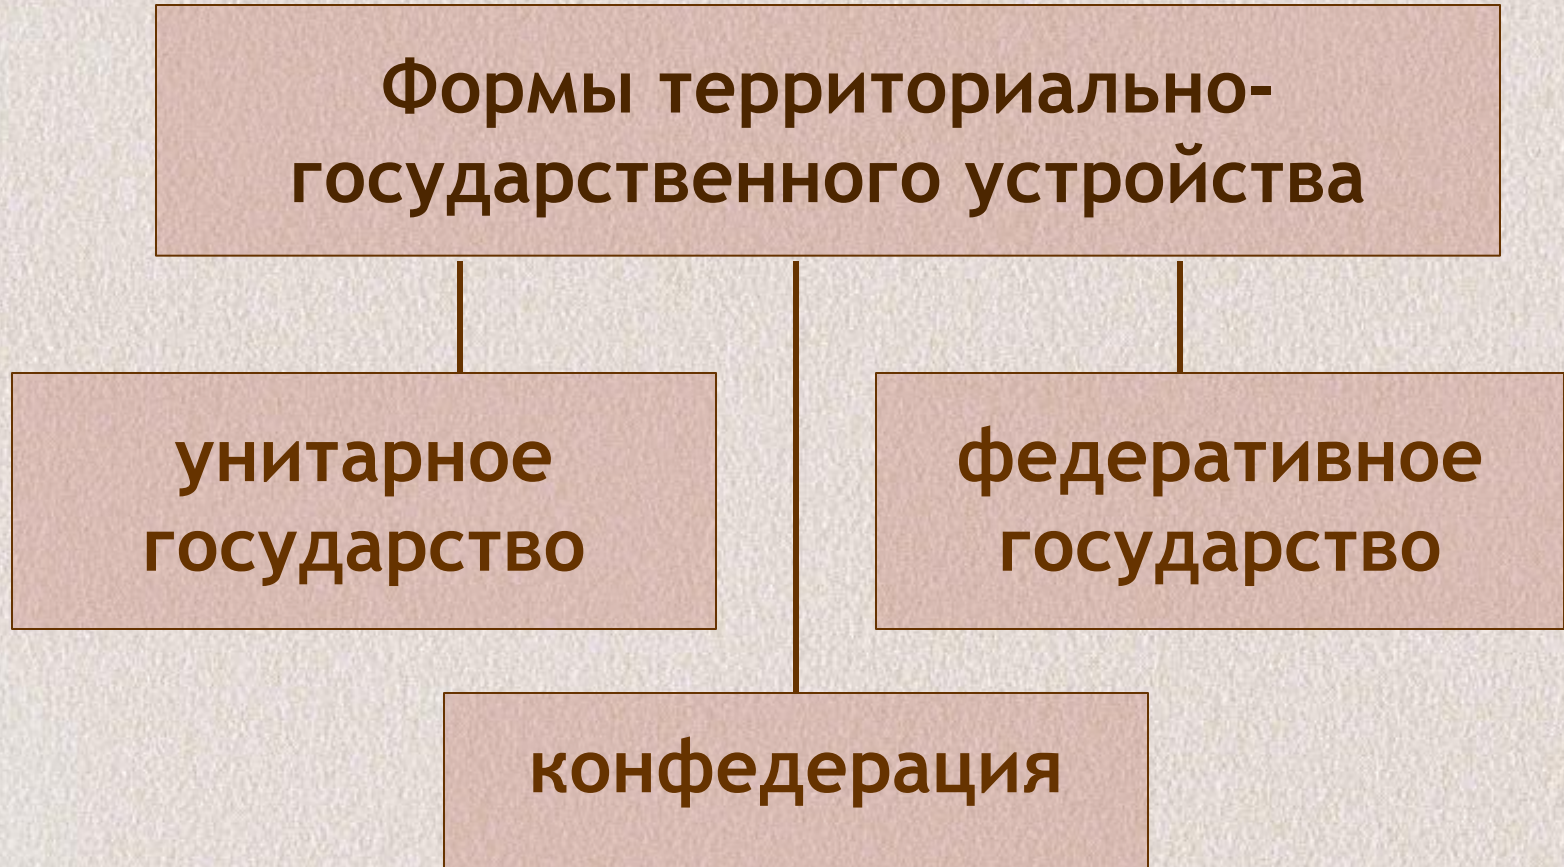 Формы территориально-
государственного устройства
унитарное
государство
федеративное
государство
конфедерация